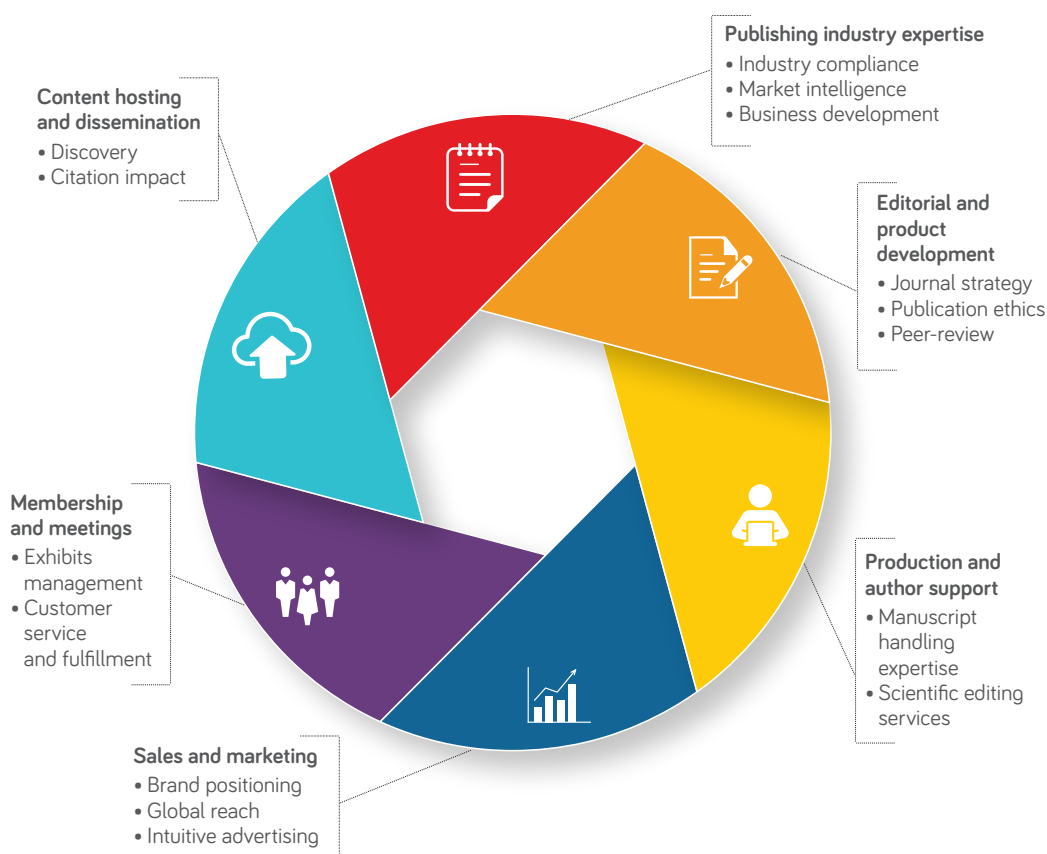 Publishing industry expertise
• Industry compliance
• Market intelligence
• Business development
Content hosting
and dissemination
• Discovery
• Citation impact
Editorial and
product
development
• Journal strategy
• Publication ethics
• Peer-review
Membership
and meetings
• Exhibits
management
• Customer
service
and fulfillment
Production and
author support
• Manuscript
handling
expertise
• Scientific editing
services
Sales and marketing
• Brand positioning
• Global reach
• Intuitive advertising